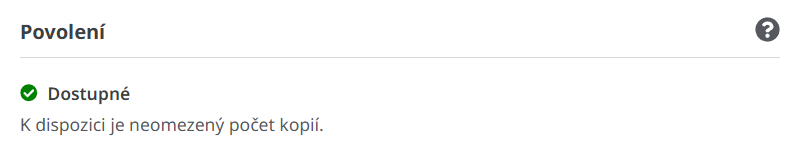 Povolení
Dostupné
K dispozici je neomezený počet kopií.